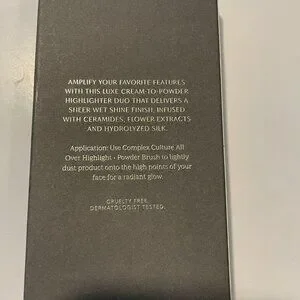 AMPLIFY YOUR FAVORITE FEATURES
WITH THIS LUXE CREAM-TO-POWDER
HIGHLIGHTER DUO THAT DELIVERS A
SHEER WET SHINE FINISH, INFUSED
WITH CERAMIDES, FLOWER EXTRACTS
AND HYDROLYZED SILK.
Application: Use Complex Culture All
Over Highlight + Powder Brush to lightly
dust product onto the high points of your
face for a radiant glow.
CRUELTY FREE.
DERMATOLOGIST TESTED.